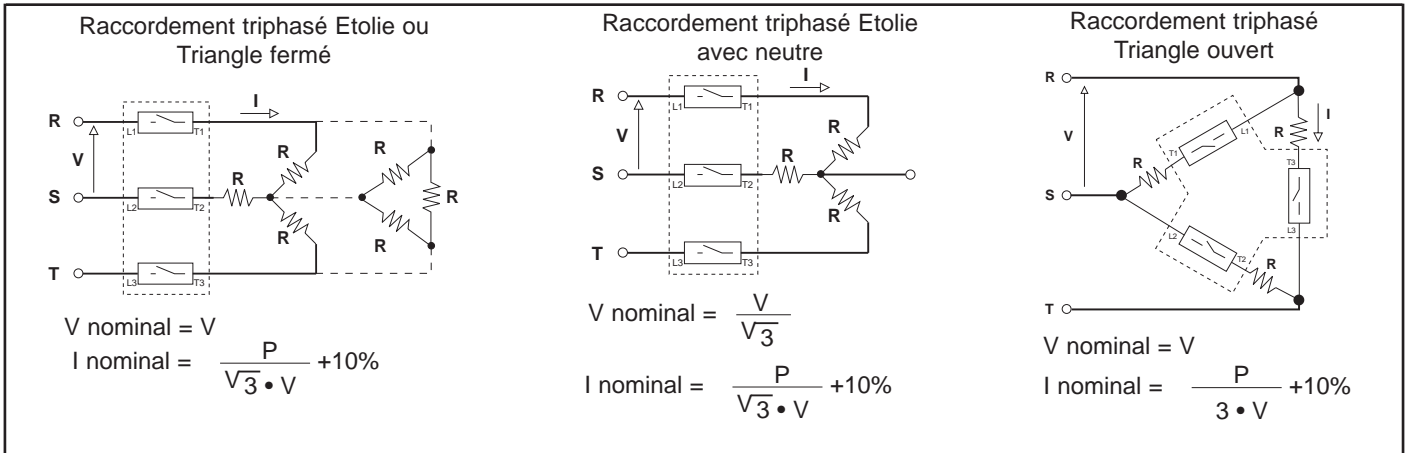 Raccordement triphasé Etolie ou
Triangle fermé
I
R
L1
T1
V
R
R
S
L2
T2
R
R
R
R
T
L3
T3
V nominal = V
I nominal = P / √3 • V +10%
Raccordement triphasé Etolie
avec neutre
I
R
L1
T1
V
R
S
L2
T2
R
R
T
L3
T3
V nominal = V / √3
I nominal = P / √3 • V +10%
Raccordement triphasé
Triangle ouvert
R
V
L1
R
I
T1
R
T3
S
L3
L2
T2
R
T
V nominal = V
I nominal = P / 3 • V +10%